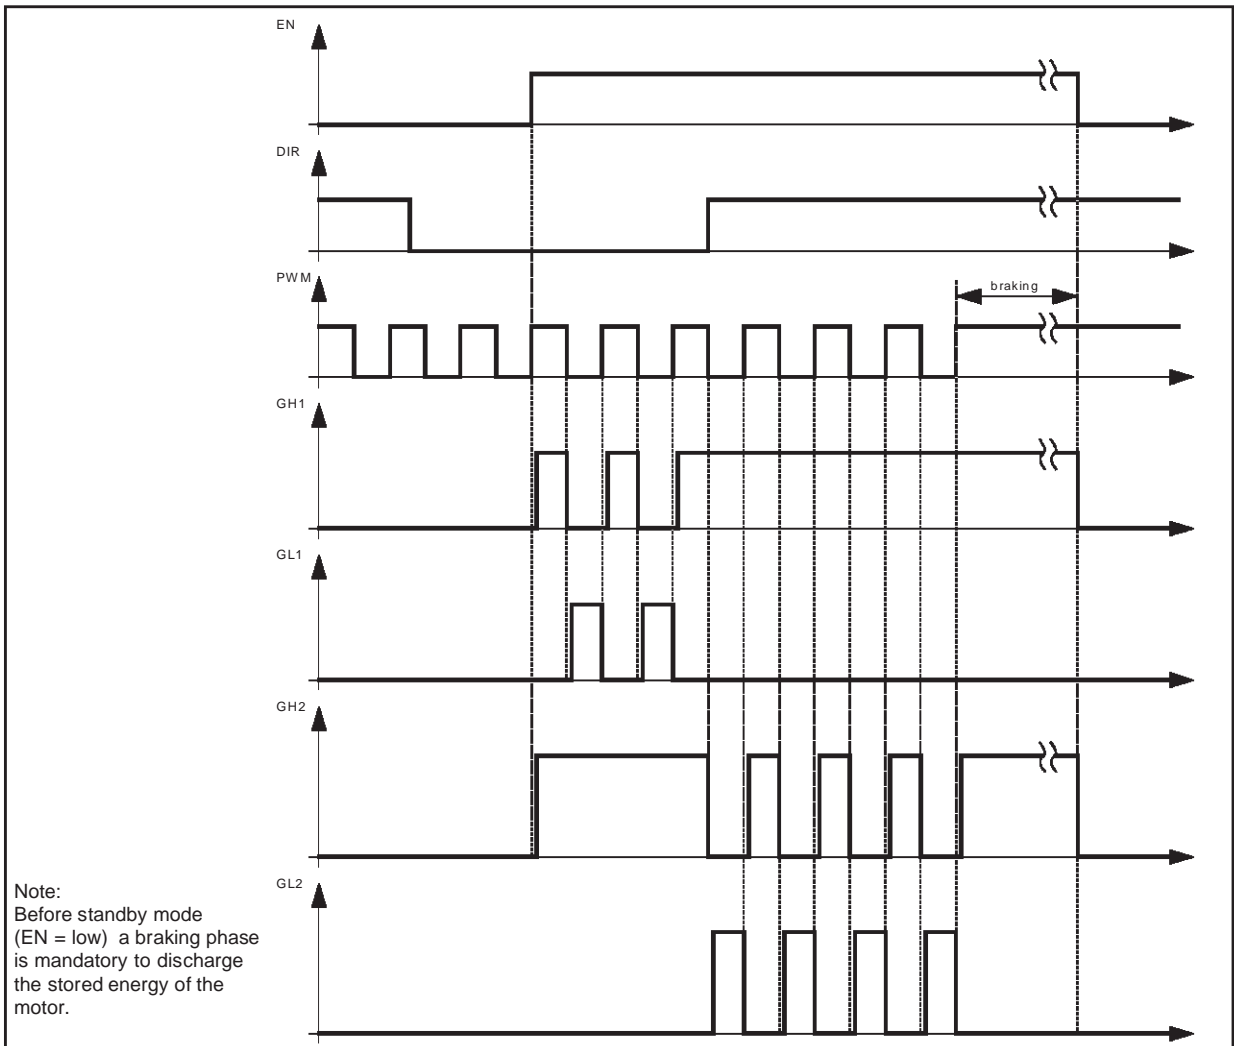 EN
DIR
PWM
braking
GH1
GL1
GH2
GL2
Note:
Before standby mode
(EN = low) a braking phase
is mandatory to discharge
the stored energy of the
motor.